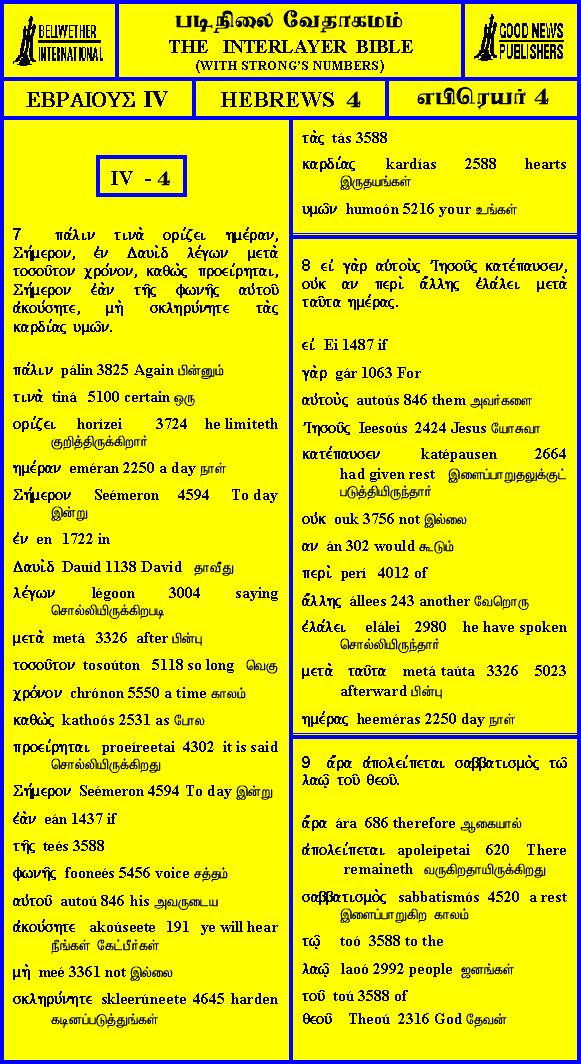 BELLWETHER
INTERNATIONAL
படிநிலை வேதாகமம்
THE INTERLAYER BIBLE
(WITH STRONG'S NUMBERS)
GOOD NEWS
PUBLISHERS
ΕΒΡΑΙΟΥΣ IV
HEBREWS 4
எபிரெயர் 4
IV - 4
7 πάλιν τινὰ ορίζει ημέραν,
Σήμερον, ἐν Δαυὶδ λέγων μετὰ
τοσοῦτον χρόνον, καθὼς προείρηται,
Σήμερον ἐὰν τῆς φωνῆς αὐτοῦ
ἀκούσητε, μὴ σκληρύνητε τὰς
καρδίας υμῶν.
πάλιν pálin 3825 Again பின்னும்
τινὰ tiná 5100 certain ஒரு
ορίζει horízei 3724 he limiteth
குறித்திருக்கிறார்
ημέραν eméran 2250 a day நாள்
Σήμερον Seémeron 4594 To day
இன்று
ἐν en 1722 in
Δαυὶδ Dauíd 1138 David தாவீது
λέγων légoon 3004 saying
சொல்லியிருக்கிறபடி
μετὰ metá 3326 after பின்பு
τοσοῦτον tosoúton 5118 so long வெகு
χρόνον chrónon 5550 a time காலம்
καθὼς kathoós 2531 as போல
προείρηται proeíreetai 4302 it is said
சொல்லியிருக்கிறது
Σήμερον Seémeron 4594 To day இன்று
ἐὰν eán 1437 if
τῆς teés 3588
φωνῆς fooneés 5456 voice சத்தம்
αὐτοῦ autoú 846 his அவருடைய
ἀκούσητε akoúseete 191 ye will hear
நீங்கள் கேட்பீர்கள்
μὴ meé 3361 not இல்லை
σκληρύνητε skleerúneete 4645 harden
கடினப்படுத்துங்கள்
τὰς tás 3588
καρδίας kardías 2588 hearts
இருதயங்கள்
υμῶν humoón 5216 your உங்கள்
8 εἰ γὰρ αὐτοὺς Ἰησοῦς κατέπαυσεν,
οὐκ αν περὶ ἄλλης ἐλάλει μετὰ
ταῦτα ημέρας.
εἰ Ei 1487 if
γὰρ gár 1063 For
αὐτοὺς autoús 846 them அவர்களை
Ἰησοῦς Ieesoús 2424 Jesus யோசுவா
κατέπαυσεν katépausen 2664
had given rest இளைப்பாறுதலுக்குட்
படுத்தியிருந்தார்
οὐκ ouk 3756 not இல்லை
αν án 302 would கூடும்
περὶ perí 4012 of
ἄλλης állees 243 another வேறொரு
ἐλάλει elálei 2980 he have spoken
சொல்லியிருந்தார்
μετὰ ταῦτα metá taúta 3326 5023
afterward பின்பு
ημέρας heeméras 2250 day நாள்
9 ἄρα ἀπολείπεται σαββατισμὸς τῶ
λαῳ τοῦ θεοῦ.
ἄρα ára 686 therefore ஆகையால்
ἀπολείπεται apoleípetai 620 There
remaineth வருகிறதாயிருக்கிறது
σαββατισμὸς sabbatismós 4520 a rest
இளைப்பாறுகிற காலம்
τῷ toó 3588 to the
λαῷ laoó 2992 people ஜனங்கள்
τοῦ toú 3588 of
θεοῦ Theoú 2316 God தேவன்